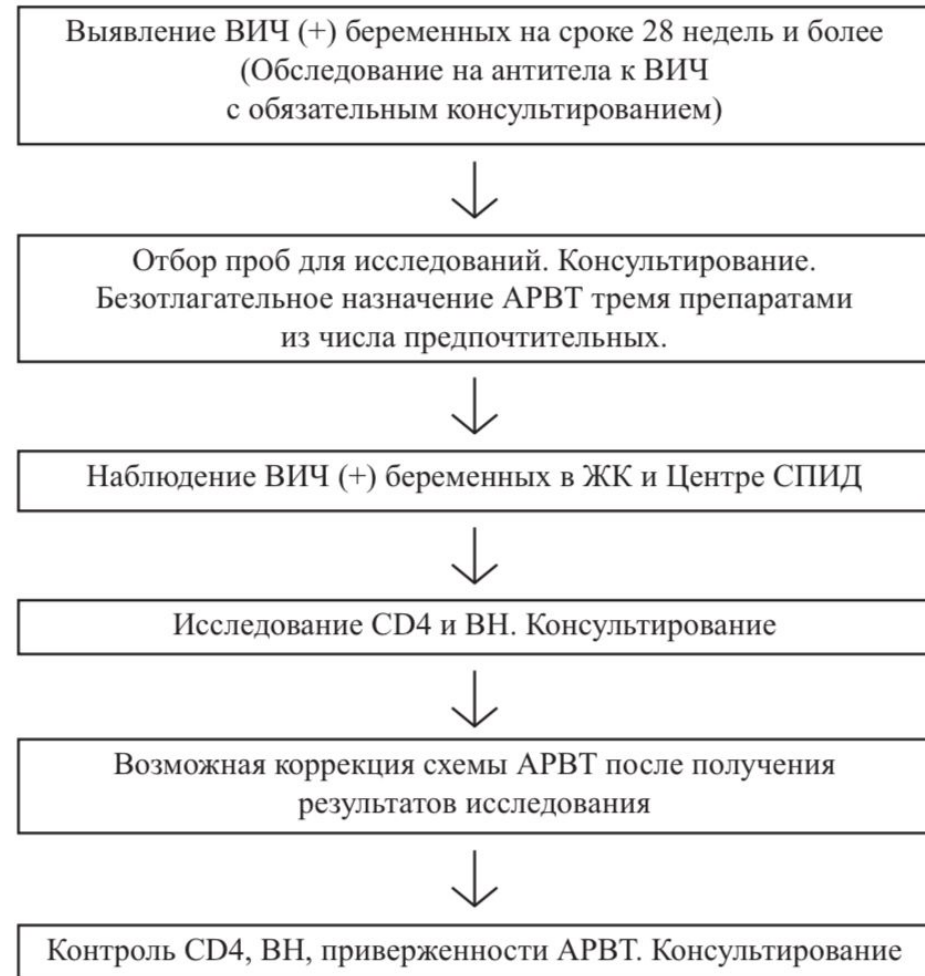 Выявление ВИЧ (+) беременных на сроке 28 недель и более
(Обследование на антитела к ВИЧ
с обязательным консультированием)
Отбор проб для исследований. Консультирование.
Безотлагательное назначение АРВТ тремя препаратами
из числа предпочтительных.
Наблюдение ВИЧ (+) беременных в ЖК и Центре СПИД
Исследование CD4 и ВН. Консультирование
Возможная коррекция схемы АРВТ после получения
результатов исследования
Контроль CD4, ВН, приверженности АРВТ. Консультирование